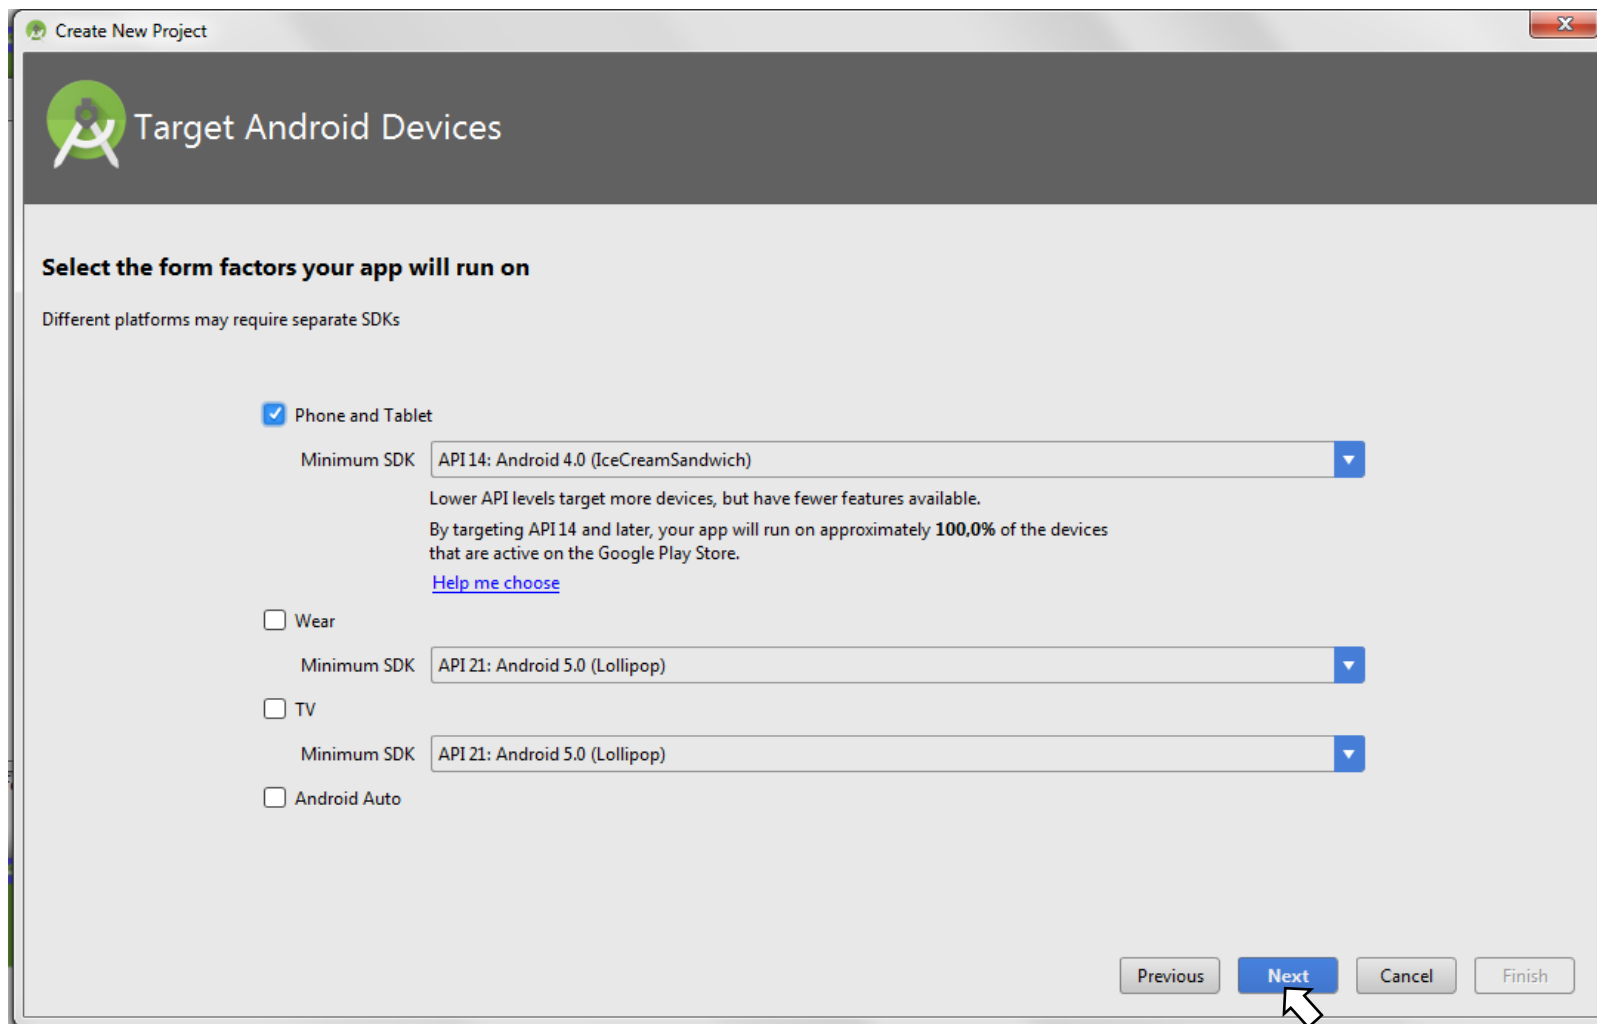 Create New Project
Target Android Devices
Select the form factors your app will run on
Different platforms may require separate SDKs
Phone and Tablet
Minimum SDK API 14: Android 4.0 (IceCreamSandwich)
Lower API levels target more devices, but have fewer features available.
By targeting API 14 and later, your app will run on approximately 100,0% of the devices
that are active on the Google Play Store.
Help me choose
Wear
Minimum SDK API 21: Android 5.0 (Lollipop)
TV
Minimum SDK API 21: Android 5.0 (Lollipop)
Android Auto
Previous Next Cancel Finish